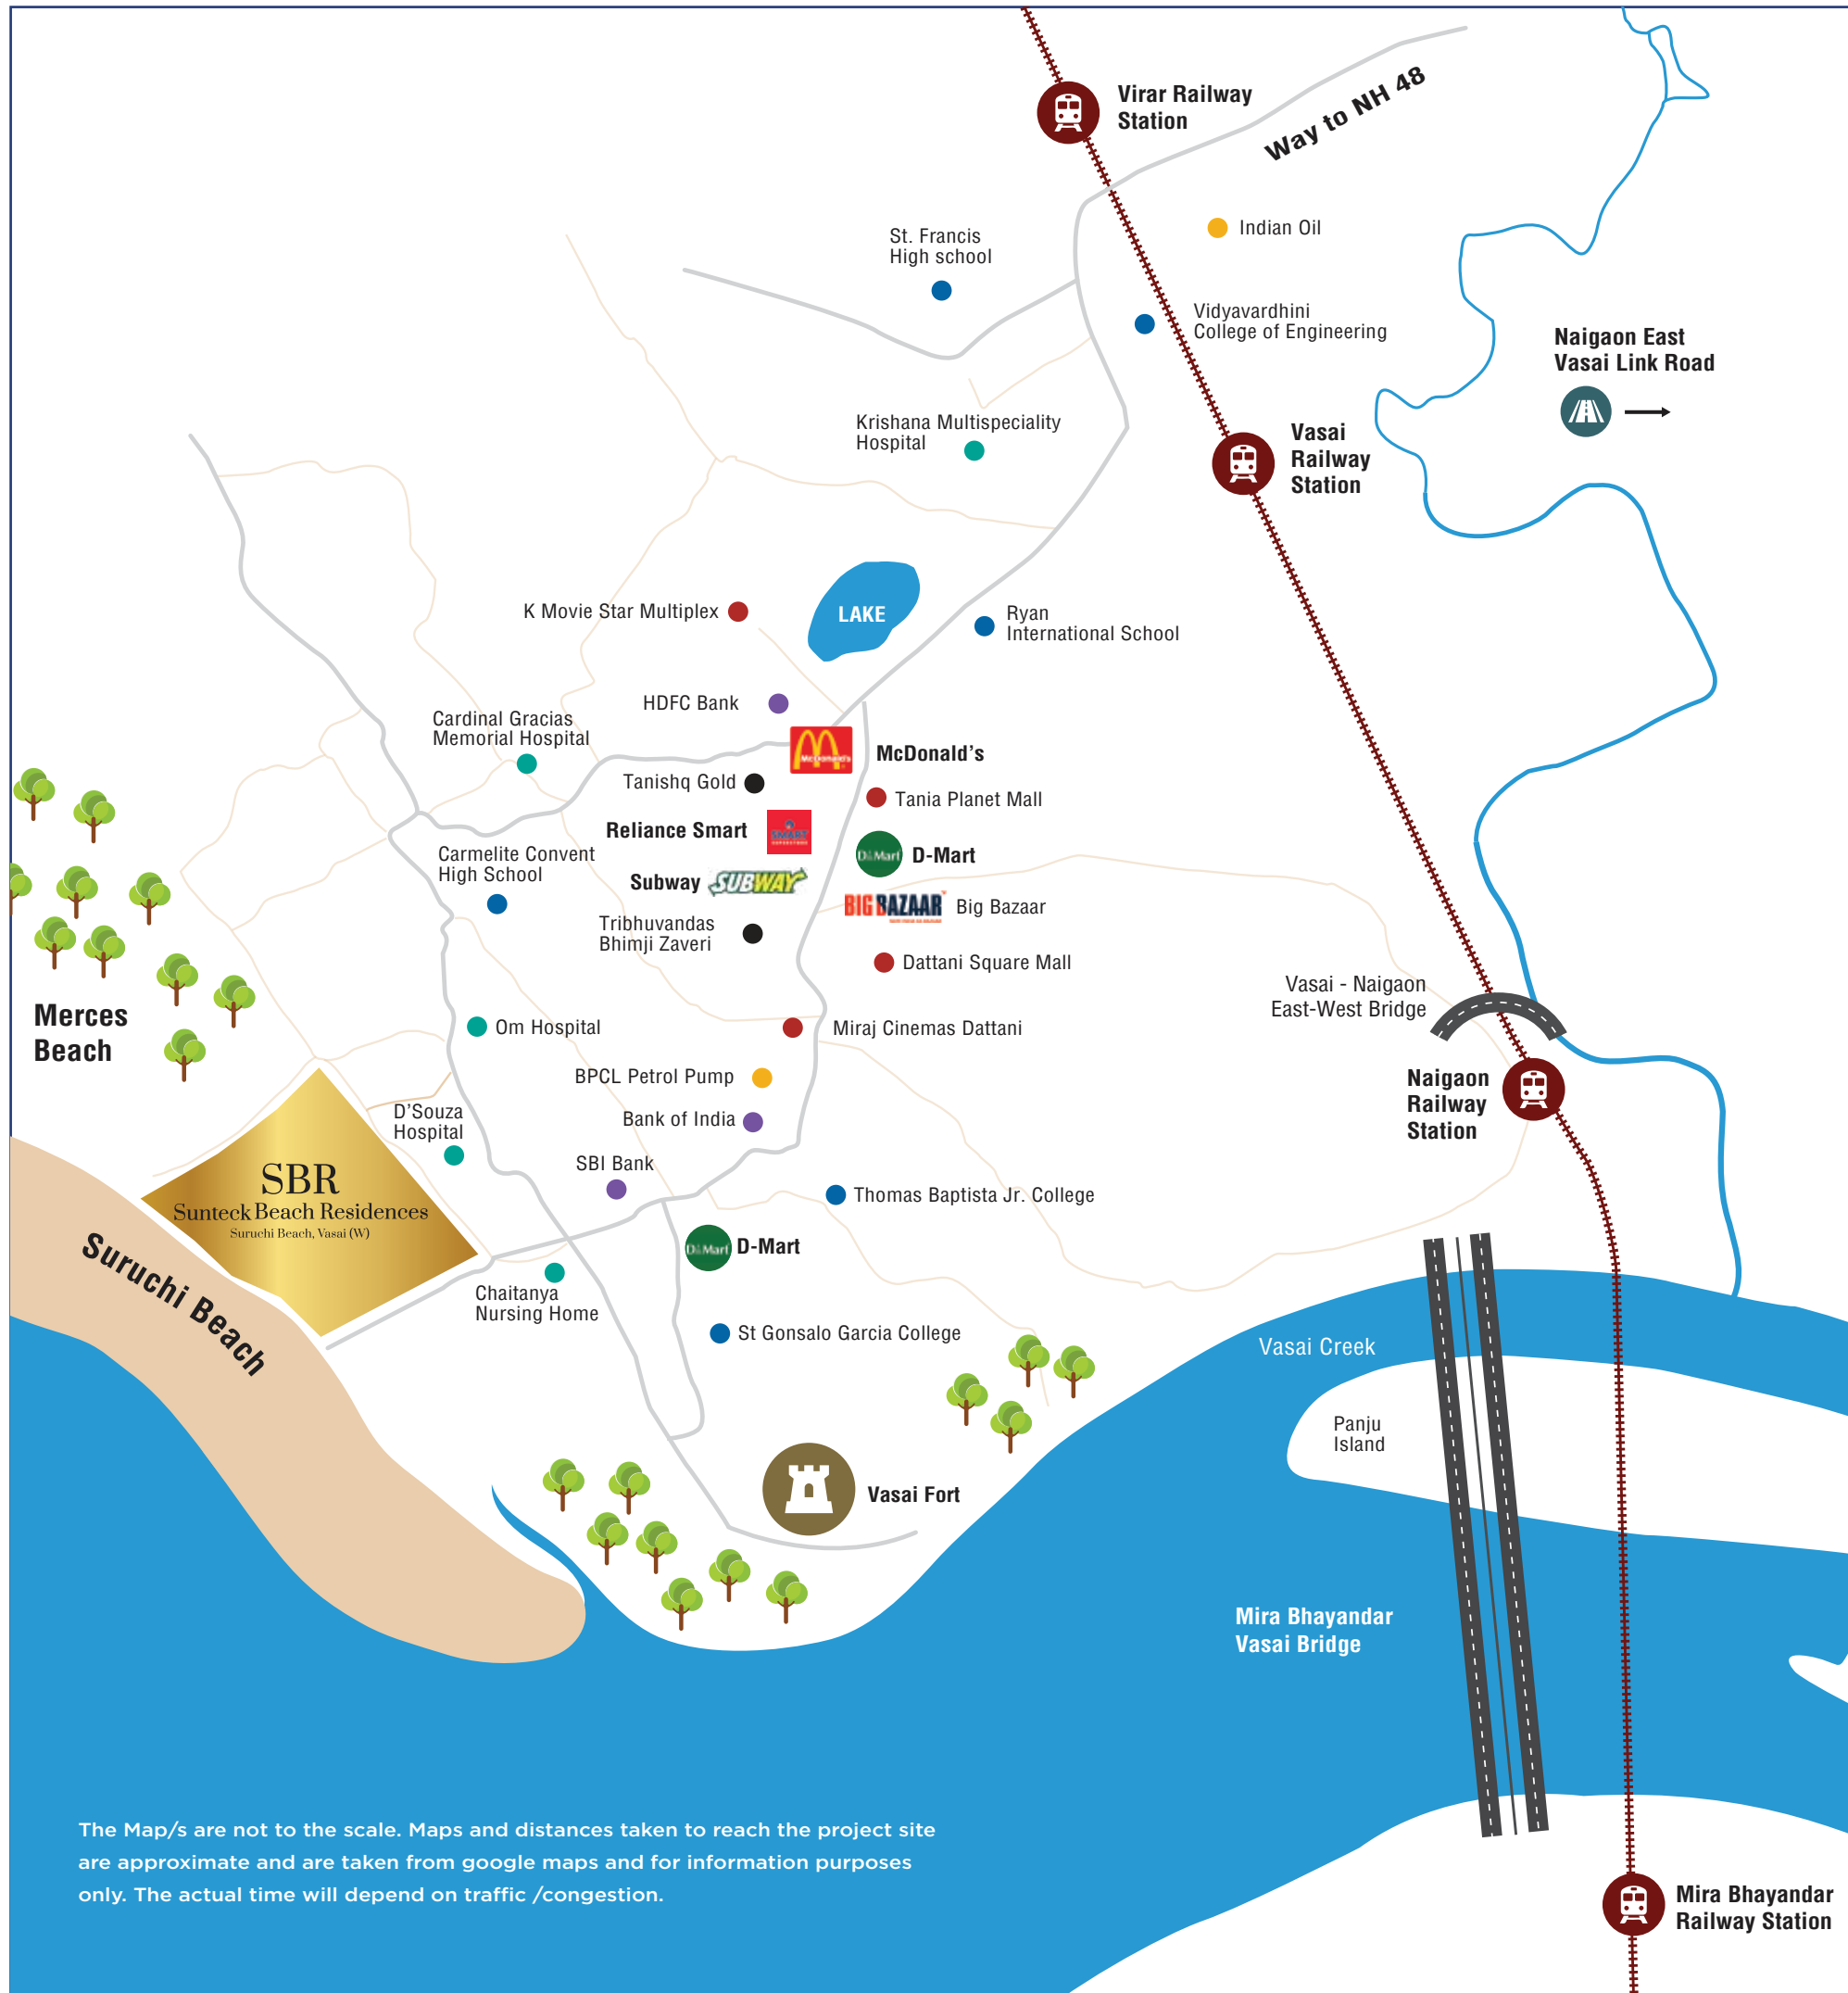 Virar Railway
Station
Way to NH 48
Indian Oil
St. Francis
High school
Vidyavardhini
College of Engineering
Naigaon East
Vasai Link Road
Krishana Multispeciality
Hospital
Vasai
Railway
Station
K Movie Star Multiplex
LAKE
Ryan
International School
HDFC Bank
Cardinal Gracias
Memorial Hospital
McDonald's
McDonald's
Tanishq Gold
Tania Planet Mall
Reliance Smart
SMART
Carmelite Convent
High School
D-Mart
D-Mart
Subway
SUBWAY
BIG BAZAAR
Big Bazaar
Tribhuvandas
Bhimji Zaveri
Dattani Square Mall
Vasai - Naigaon
East-West Bridge
Merces
Beach
Om Hospital
Miraj Cinemas Dattani
BPCL Petrol Pump
Naigaon
Railway
Station
D'Souza
Hospital
Bank of India
SBI Bank
SBR
Sunteck Beach Residences
Suruchi Beach, Vasai (W)
Thomas Baptista Jr. College
Suruchi Beach
D-Mart
D-Mart
Chaitanya
Nursing Home
St Gonsalo Garcia College
Vasai Creek
Panju
Island
Vasai Fort
Mira Bhayandar
Vasai Bridge
The Map/s are not to the scale. Maps and distances taken to reach the project site
are approximate and are taken from google maps and for information purposes
only. The actual time will depend on traffic /congestion.
Mira Bhayandar
Railway Station